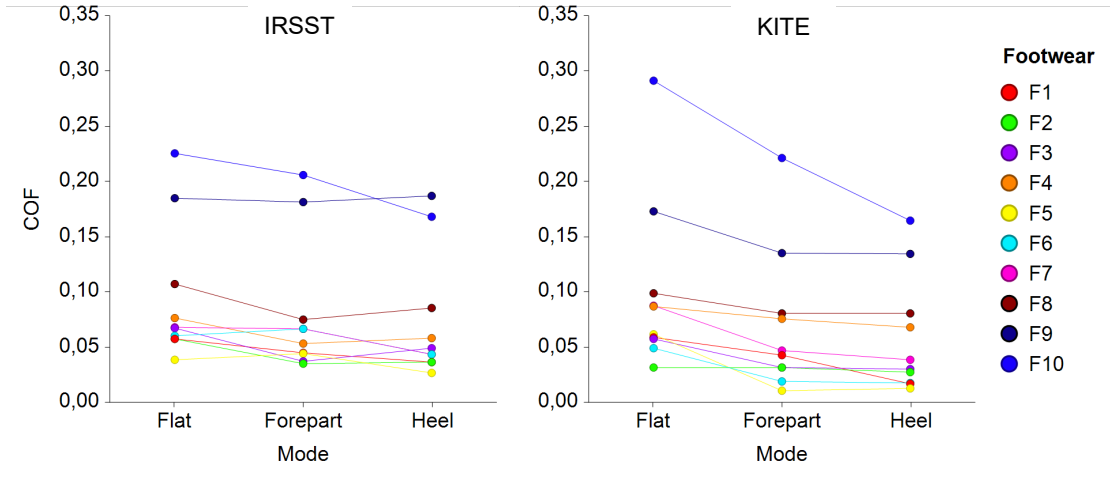 IRSST
0,35
0,30
0,25
0,20
0,15
0,10
0,05
0,00
COF
Flat Forepart Heel
Mode
KITE
0,35
0,30
0,25
0,20
0,15
0,10
0,05
0,00
Flat Forepart Heel
Mode
Footwear
F1
F2
F3
F4
F5
F6
F7
F8
F9
F10